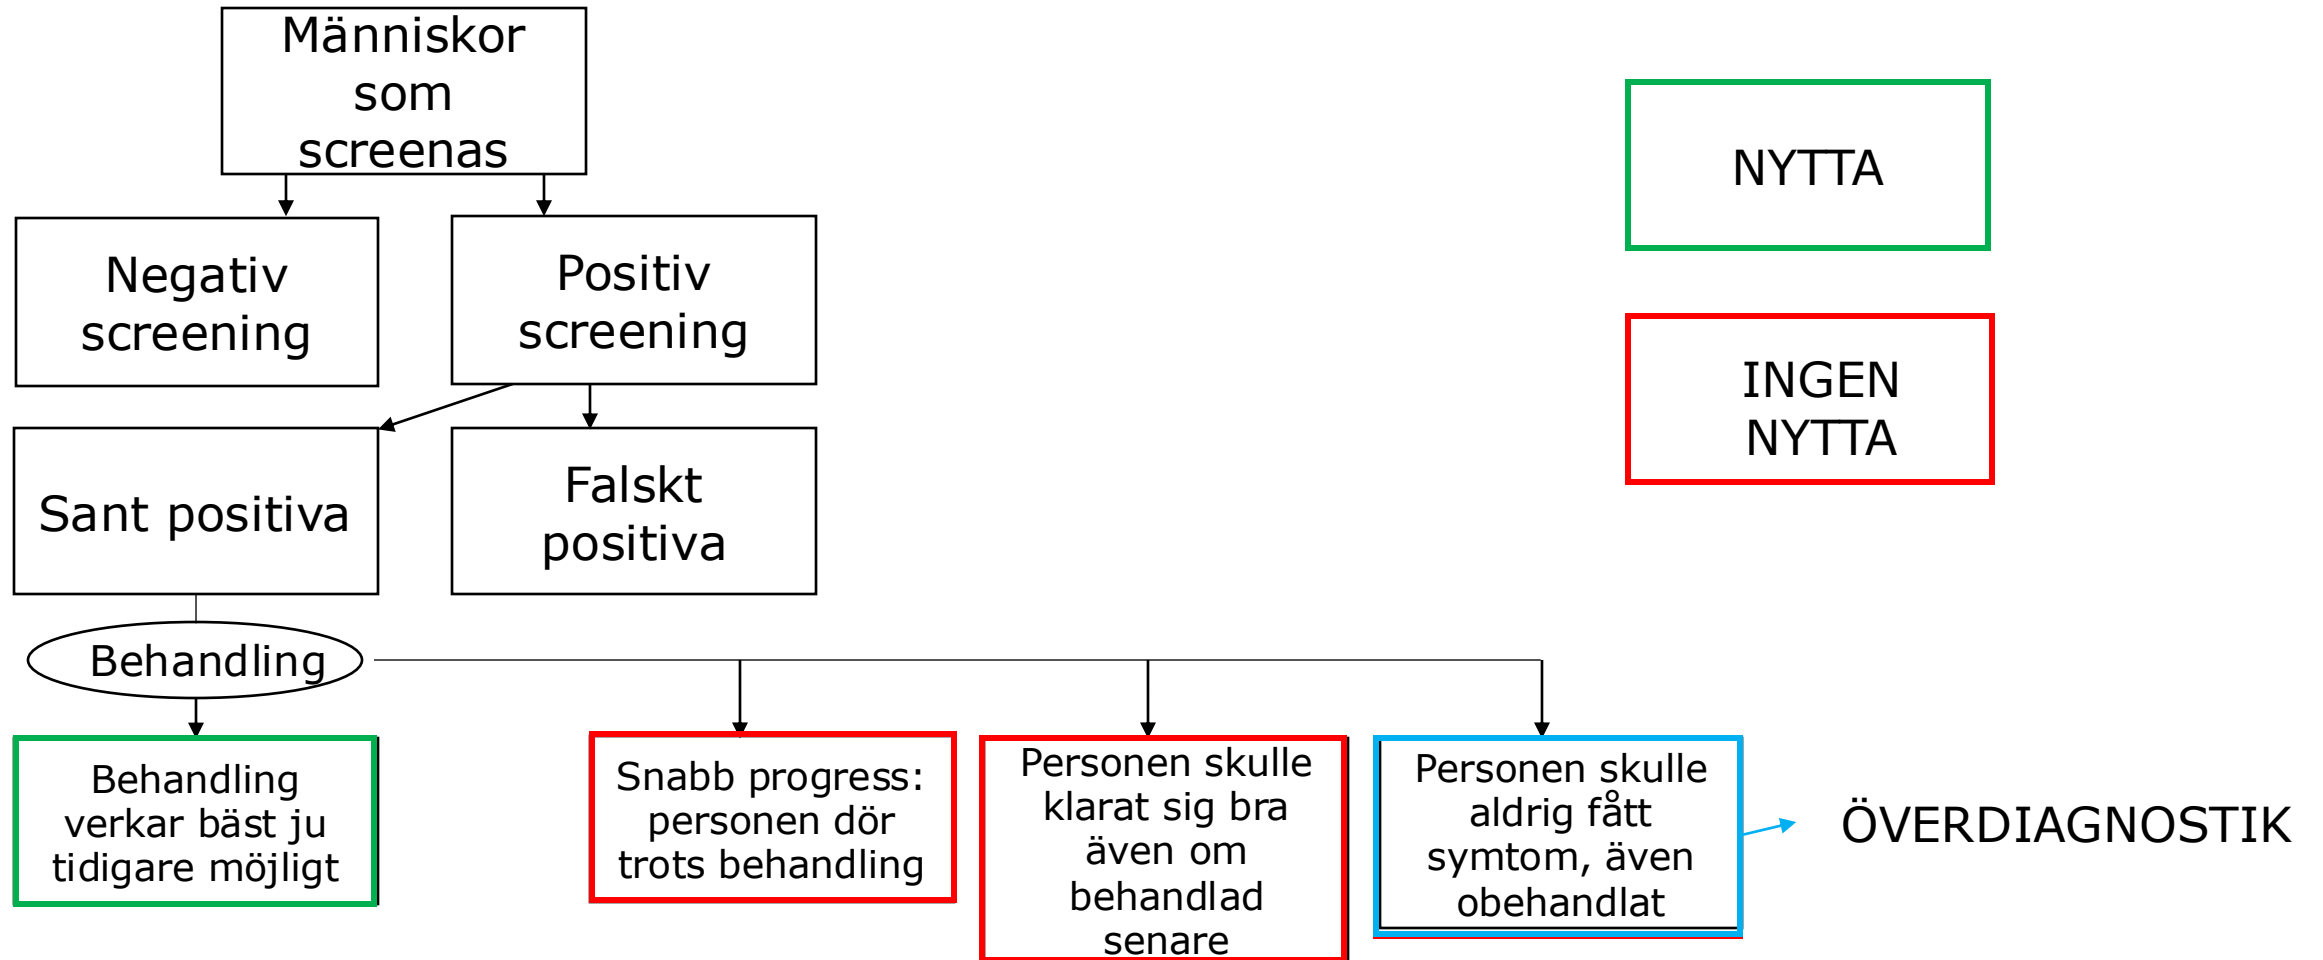 Människor
som
screenas
NYTTA
Negativ
screening
Positiv
screening
INGEN
NYTTA
Sant positiva
Falskt
positiva
Behandling
Behandling
verkar bäst ju
tidigare möjligt
Snabb progress:
personen dör
trots behandling
Personen skulle
klarat sig bra
även om
behandlad
senare
Personen skulle
aldrig fått
symtom, även
obehandlat
ÖVERDIAGNOSTIK